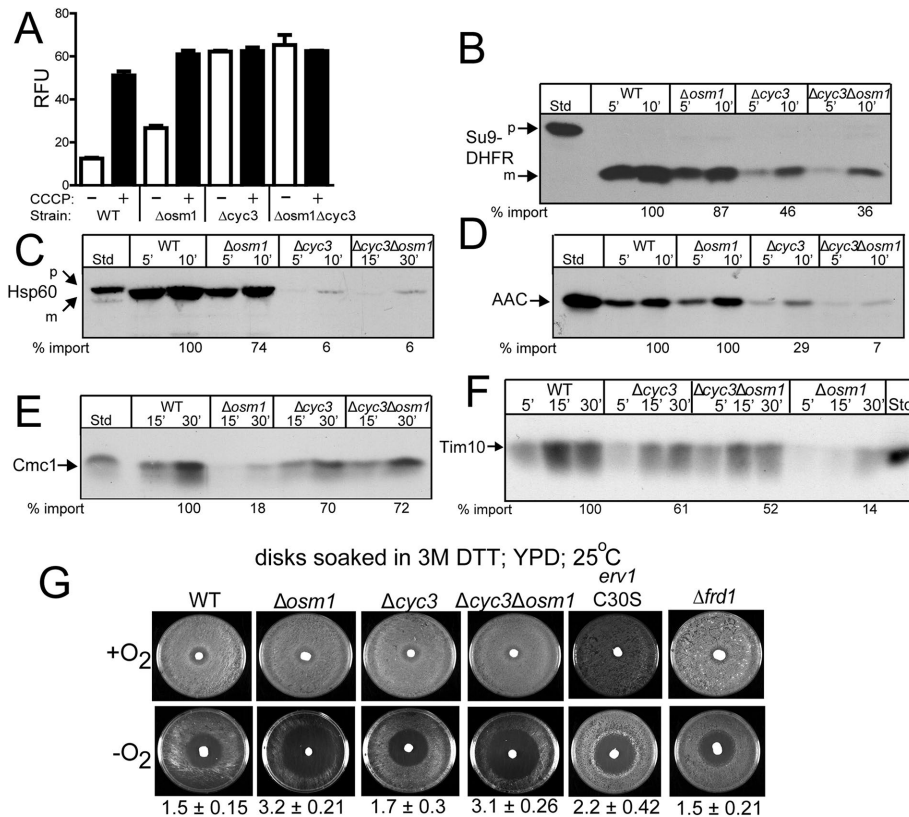 A
80
60
40
20
0
RFU
CCCP: – + – + – + – +
Strain: WT Δosm1 Δcyc3 Δosm1Δcyc3
B
WT Δosm1 Δcyc3 Δcyc3Δosm1
Std 5' 10' 5' 10' 5' 10' 5' 10'
p
Su9-
DHFR
m
% import 100 87 46 36
C
WT Δosm1 Δcyc3 Δcyc3Δosm1
Std 5' 10' 5' 10' 5' 10' 15' 30'
p
Hsp60
m
% import 100 74 6 6
D
WT Δosm1 Δcyc3 Δcyc3Δosm1
Std 5' 10' 5' 10' 5' 10' 5' 10'
AAC
% import 100 100 29 7
E
WT Δosm1 Δcyc3 Δcyc3Δosm1
Std 15' 30' 15' 30' 15' 30' 15' 30'
Cmc1
% import 100 18 70 72
F
WT Δcyc3 Δcyc3Δosm1 Δosm1
5' 15' 30' 5' 15' 30' 5' 15' 30' 5' 15' 30' Std
Tim10
% import 100 61 52 14
G
disks soaked in 3M DTT; YPD; 25°C
WT Δosm1 Δcyc3 Δcyc3Δosm1 erv1 C30S Δfrd1
+O2
-O2
1.5 ± 0.15 3.2 ± 0.21 1.7 ± 0.3 3.1 ± 0.26 2.2 ± 0.42 1.5 ± 0.21